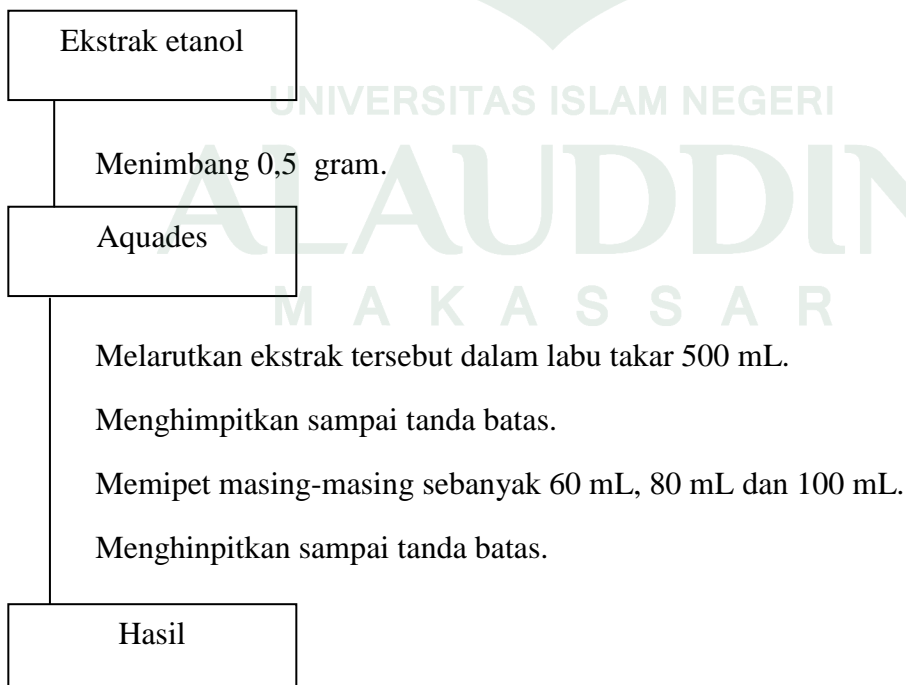 Ekstrak etanol
UNIVERSITAS ISLAM NEGERI
Menimbang 0,5 gram.
ALAUDDIN
Aquades
MAKASSAR
Melarutkan ekstrak tersebut dalam labu takar 500 mL.
Menghimpitkan sampai tanda batas.
Memipet masing-masing sebanyak 60 mL, 80 mL dan 100 mL.
Menghinpitkan sampai tanda batas.
Hasil